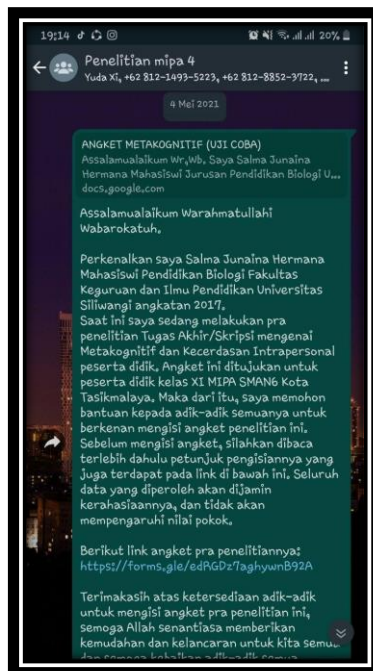 19:14
20%
Penelitian mipa 4
Yuda Xi, +62 812-1493-5223, +62 812-8852-3722, ...
4 Mei 2021
ANGKET METAKOGNITIF (UJI COBA)
Assalamualaikum Wr,Wb. Saya Salma Junaina
Hermana Mahasiswi Jurusan Pendidikan Biologi U...
docs.google.com
Assalamualaikum Warahmatullahi
Wabarokatuh,
Perkenalkan saya Salma Junaina Hermana
Mahasiswi Pendidikan Biologi Fakultas
Keguruan dan Ilmu Pendidikan Universitas
Siliwangi angkatan 2017.
Saat ini saya sedang melakukan pra
penelitian Tugas Akhir/Skripsi mengenai
Metakognitif dan Kecerdasan Intrapersonal
peserta didik. Angket ini ditujukan untuk
peserta didik kelas XI MIPA SMAN6 Kota
Tasikmalaya. Maka dari itu, saya memohon
bantuan kepada adik-adik semuanya untuk
berkenan mengisi angket penelitian ini.
Sebelum mengisi angket, silahkan dibaca
terlebih dahulu petunjuk pengisiannya yang
juga terdapat pada link di bawah ini. Seluruh
data yang diperoleh akan dijamin
kerahasiaannya, dan tidak akan
mempengaruhi nilai pokok.
Berikut link angket pra penelitiannya:
https://forms.gle/edRGDz7aghywnB92A
Terimakasih atas ketersediaan adik-adik
untuk mengisi angket pra penelitian ini,
semoga Allah senantiasa memberikan
kemudahan dan kelancaran untuk kita semua
dan semoga kebaikan adik-adik semua